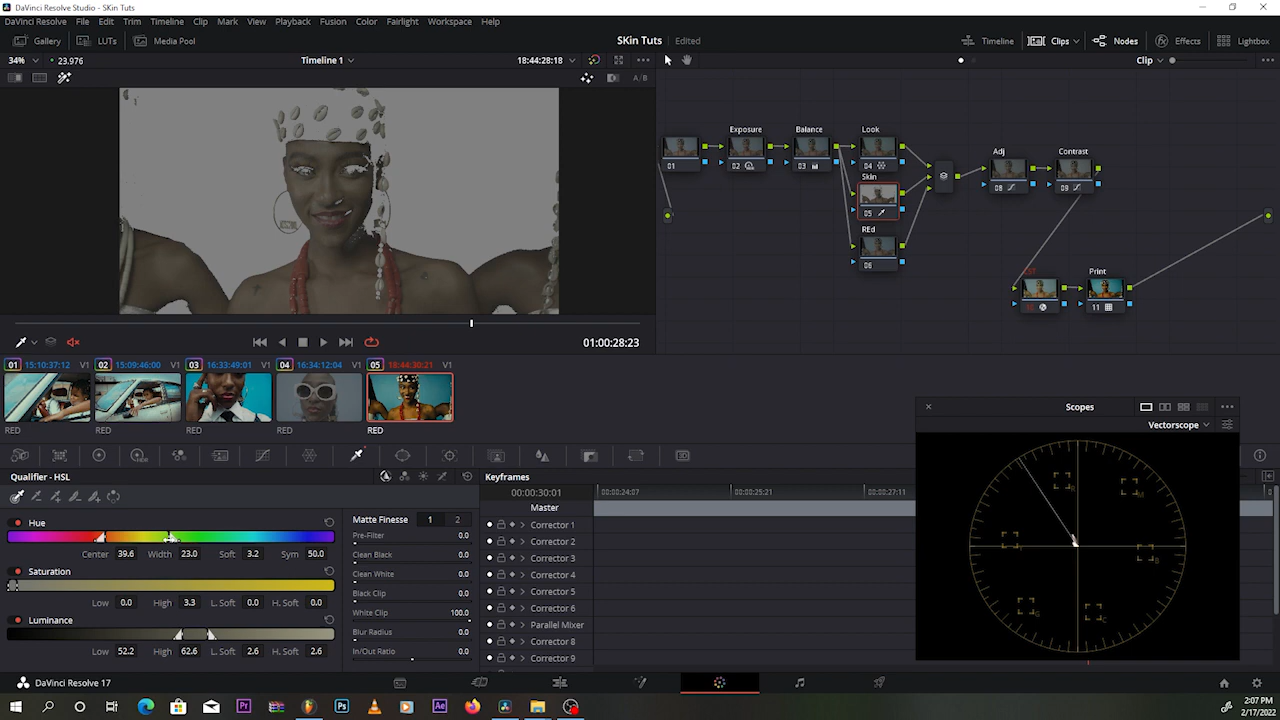 DaVinci Resolve Studio - SKin Tuts
DaVinci Resolve File Edit Trim Timeline Clip Mark View Playback Fusion Color Fairlight Workspace Help
Gallery LUTs Media Pool SKin Tuts Edited Timeline Clips Nodes Effects Lightbox
34% 23.976 Timeline 1 18:44:28:18 Clip
A/B
Exposure Balance Look
01 02 03 04
Skin
05
REd
06
Adj Contrast
08 09
Print
10 11
01:00:28:23
01 15:10:37:12 V1 02 15:09:46:00 V1 03 16:33:49:01 V1 04 16:34:12:04 V1 05 18:44:30:21 V1
RED RED RED RED RED
Scopes
Vectorscope
R M B C G
Qualifier - HSL Keyframes
Hue
Center 39.6 Width 23.0 Soft 3.2 Sym 50.0
Saturation
Low 0.0 High 3.3 L. Soft 0.0 H. Soft 0.0
Luminance
Low 52.2 High 62.6 L. Soft 2.6 H. Soft 2.6
Matte Finesse 1 2
Pre-Filter 0.0
Clean Black 0.0
Clean White 0.0
Black Clip 0.0
White Clip 100.0
Blur Radius 0.0
In/Out Ratio 0.0
00:00:30:01 00:00:24:07 00:00:25:21 00:00:27:11
Master
Corrector 1
Corrector 2
Corrector 3
Corrector 4
Corrector 5
Corrector 6
Parallel Mixer
Corrector 8
Corrector 9
DaVinci Resolve 17
Pr Ps Ae
2:07 PM
2/17/2022